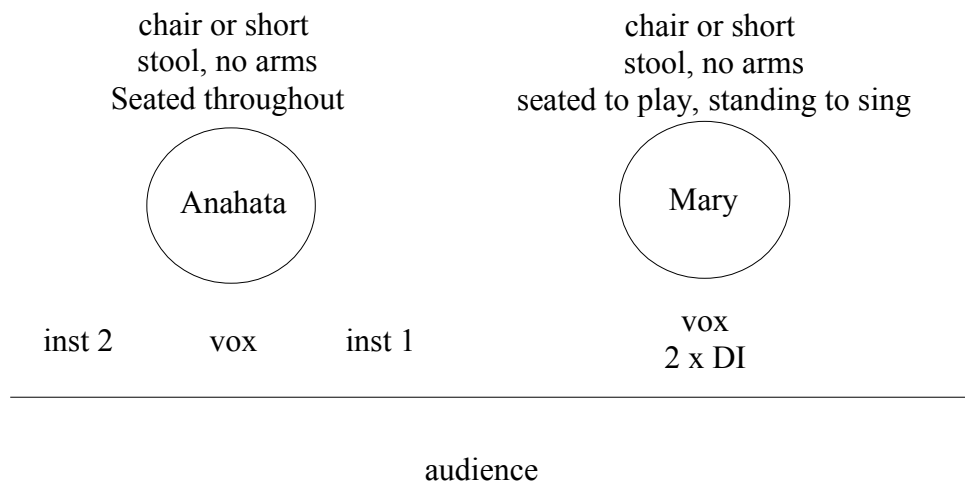 chair or short
stool, no arms
Seated throughout
chair or short
stool, no arms
seated to play, standing to sing
Anahata
Mary
inst 2
vox
inst 1
vox
2 x DI
audience